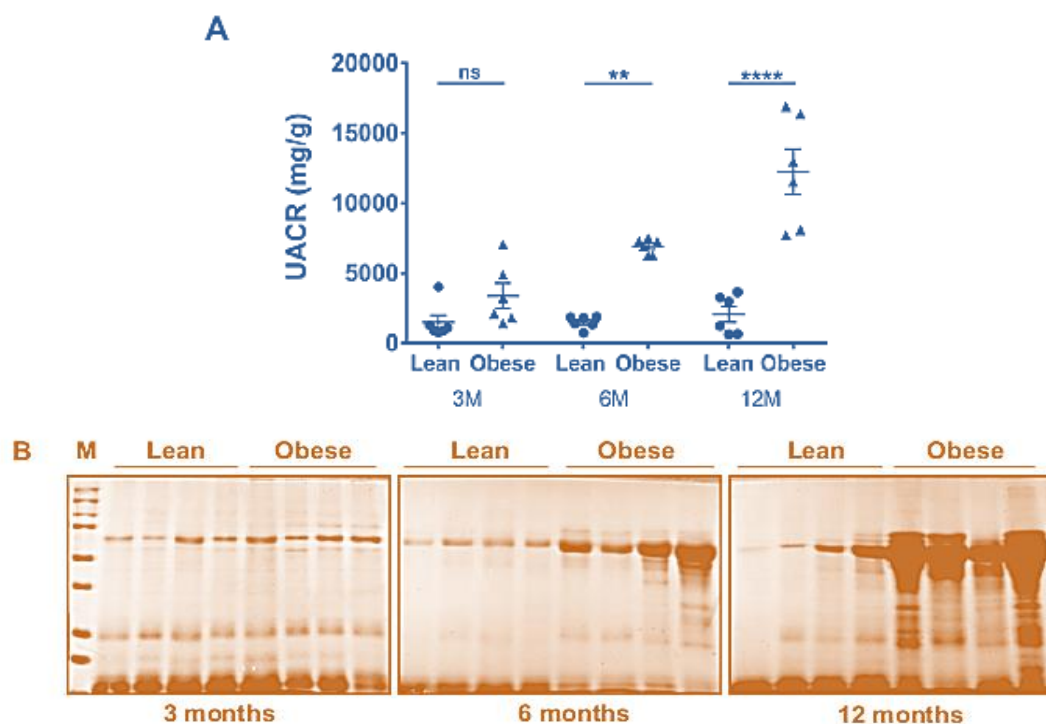 A
20000
15000
10000
5000
0
UACR (mg/g)
ns
**
****
Lean Obese Lean Obese Lean Obese
3M 6M 12M
B M Lean Obese Lean Obese Lean Obese
3 months 6 months 12 months